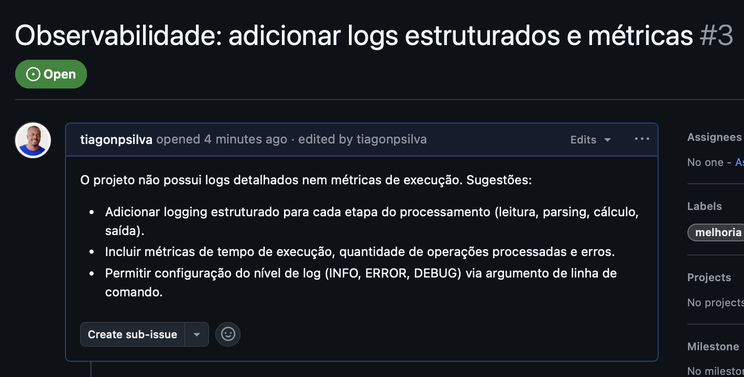 Observabilidade: adicionar logs estruturados e métricas #3
Open
tiagonpsilva opened 4 minutes ago · edited by tiagonpsilva
Edits
O projeto não possui logs detalhados nem métricas de execução. Sugestões:
• Adicionar logging estruturado para cada etapa do processamento (leitura, parsing, cálculo,
saída).
• Incluir métricas de tempo de execução, quantidade de operações processadas e erros.
• Permitir configuração do nível de log (INFO, ERROR, DEBUG) via argumento de linha de
comando.
Create sub-issue
Assignees
No one - As
Labels
melhoria
Projects
No projects
Milestone
No milesto